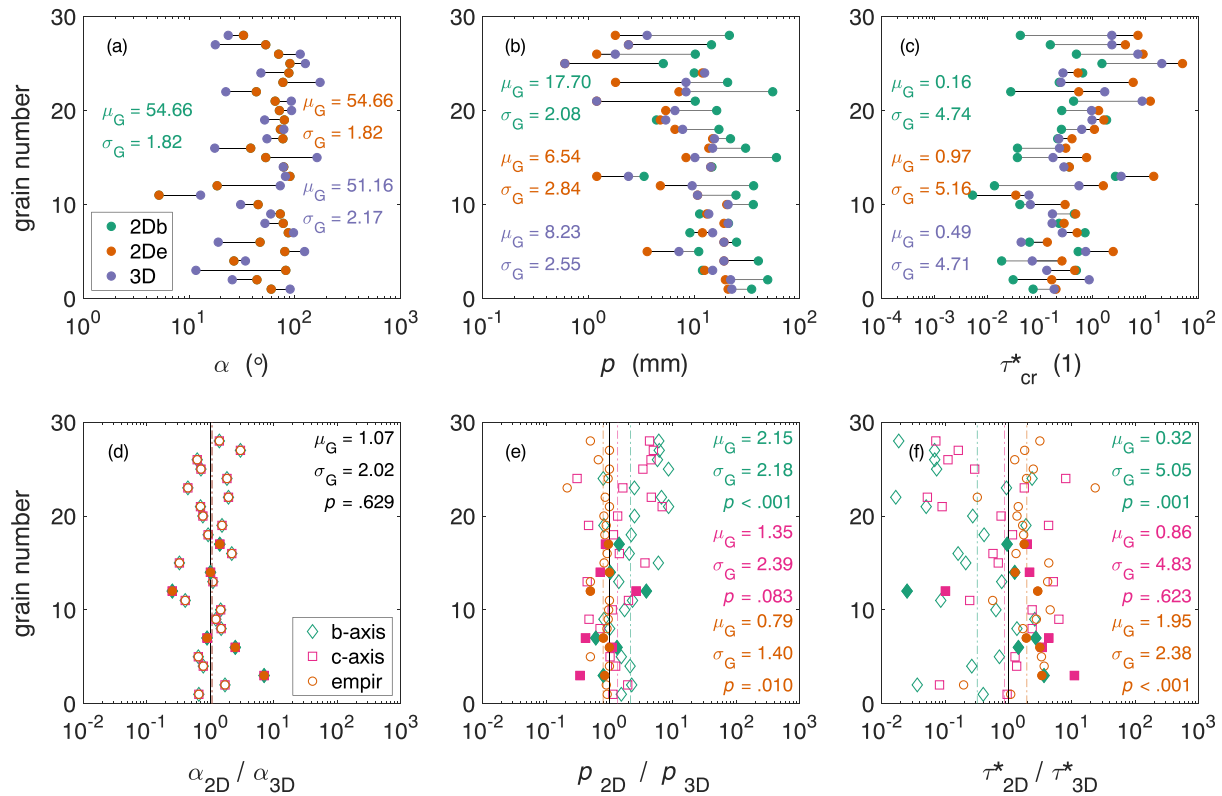 (a)
μG = 54.66
σG = 1.82
μG = 54.66
σG = 1.82
μG = 51.16
σG = 2.17
2Db
2De
3D
grain number
30
20
10
0
10^0 10^1 10^2 10^3
α (°)
(b)
μG = 17.70
σG = 2.08
μG = 6.54
σG = 2.84
μG = 8.23
σG = 2.55
30
20
10
0
10^-1 10^0 10^1 10^2
p (mm)
(c)
μG = 0.16
σG = 4.74
μG = 0.97
σG = 5.16
μG = 0.49
σG = 4.71
30
20
10
0
10^-4 10^-3 10^-2 10^-1 10^0 10^1 10^2
τ*cr (1)
(d)
μG = 1.07
σG = 2.02
p = .629
b-axis
c-axis
empir
grain number
30
20
10
0
10^-2 10^-1 10^0 10^1 10^2 10^3
α2D / α3D
(e)
μG = 2.15
σG = 2.18
p < .001
μG = 1.35
σG = 2.39
p = .083
μG = 0.79
σG = 1.40
p = .010
30
20
10
0
10^-2 10^-1 10^0 10^1 10^2 10^3
p 2D / p 3D
(f)
μG = 0.32
σG = 5.05
p = .001
μG = 0.86
σG = 4.83
p = .623
μG = 1.95
σG = 2.38
p < .001
30
20
10
0
10^-2 10^-1 10^0 10^1 10^2 10^3
τ*2D / τ*3D